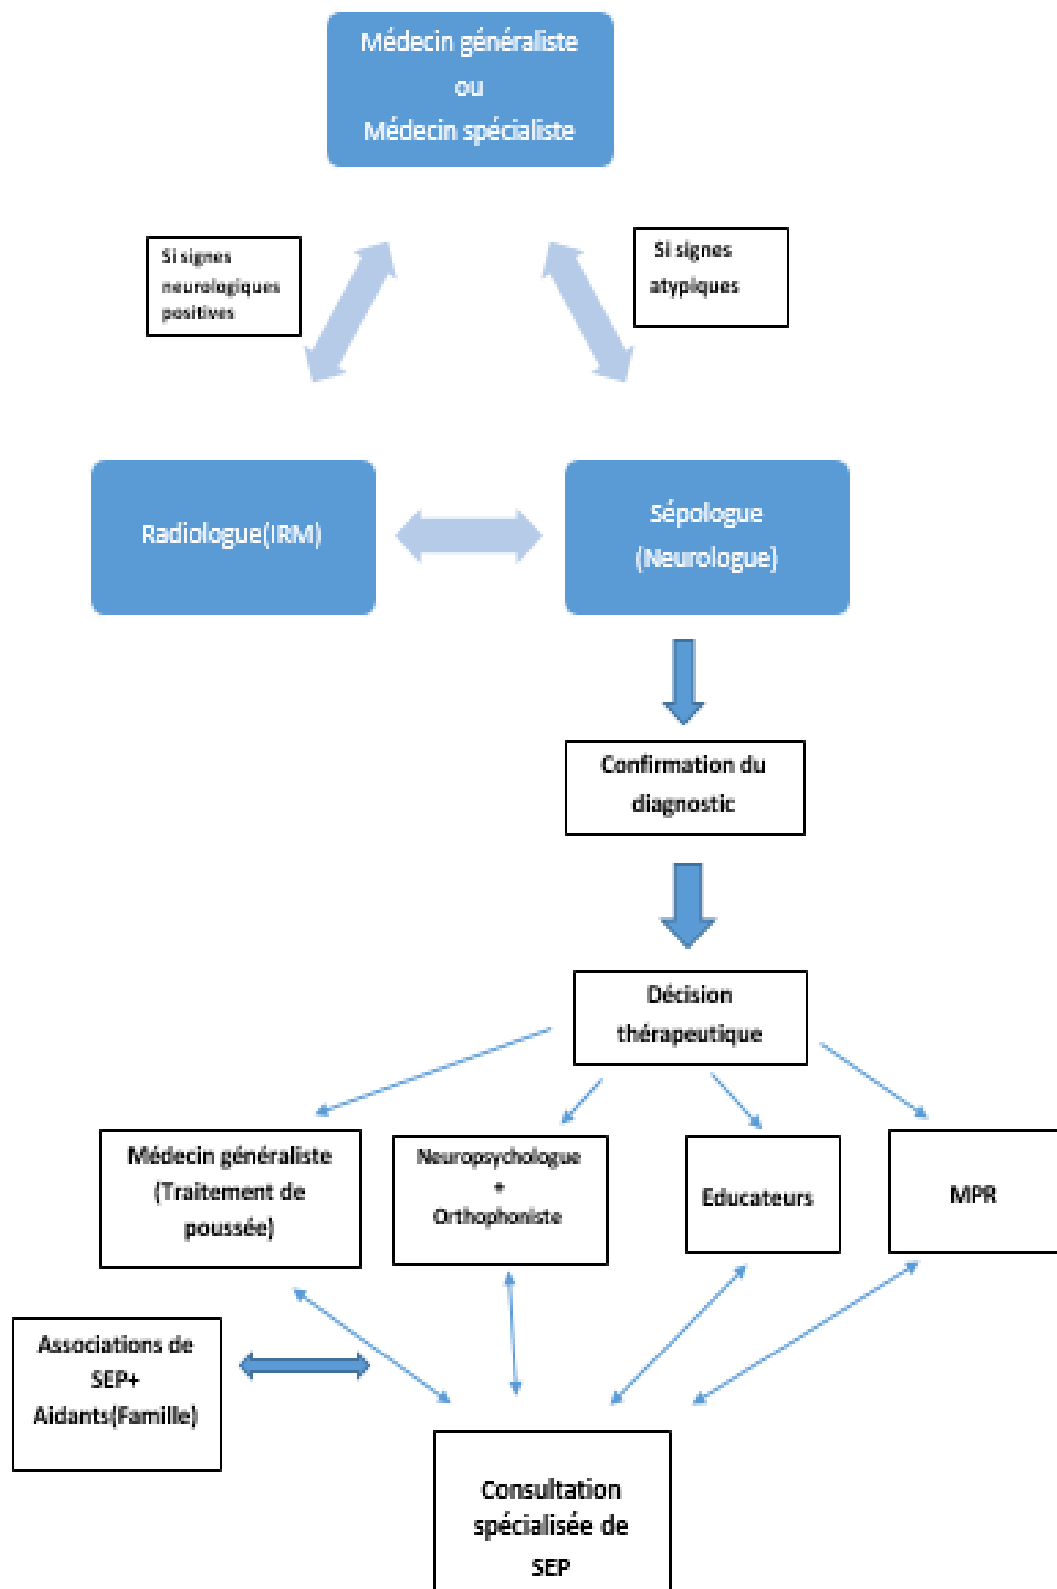 Médecin généraliste
ou
Médecin spécialiste
Si signes
neurologiques
positives
Si signes
atypiques
Radiologue(IRM)
Sépologue
(Neurologue)
Confirmation du
diagnostic
Décision
thérapeutique
Médecin généraliste
(Traitement de
poussée)
Neuropsychologue
+
Orthophoniste
Educateurs
MPR
Associations de
SEP+
Aidants(Famille)
Consultation
spécialisée de
SEP